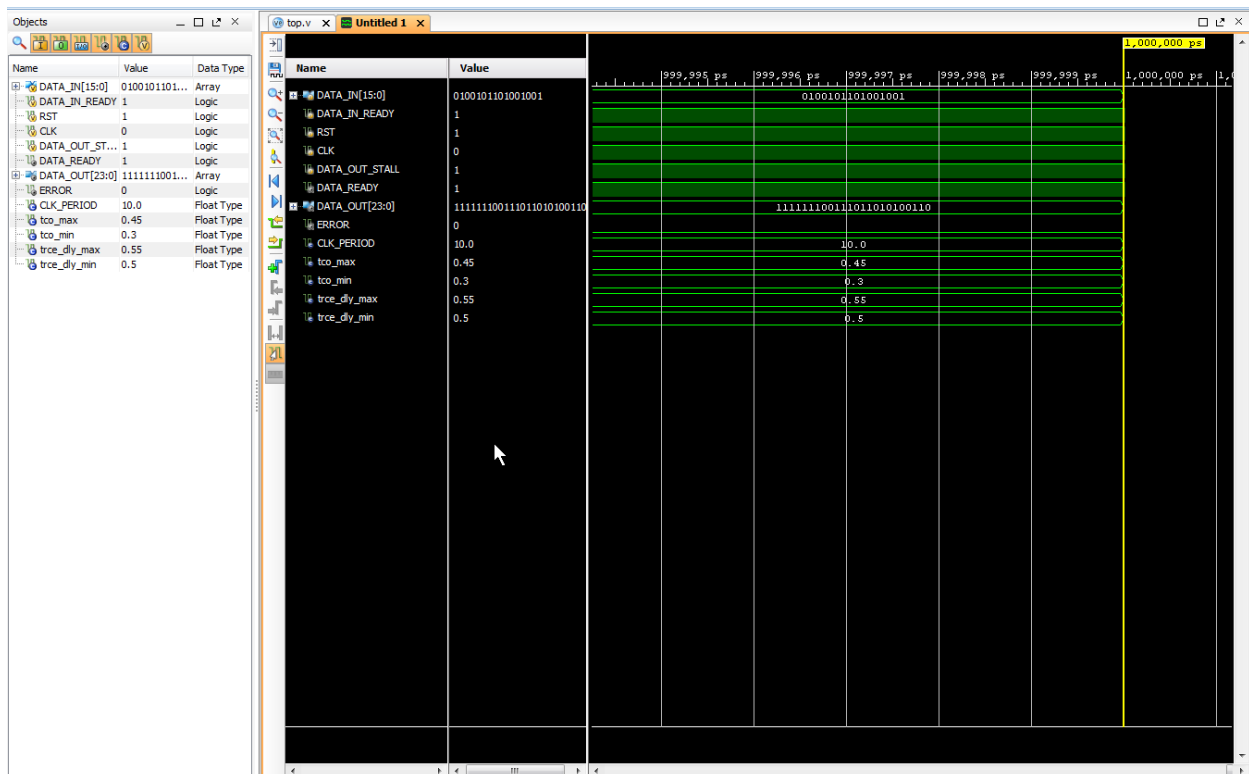 Objects
Name Value Data Type
DATA_IN[15:0] 0100101101... Array
DATA_IN_READY 1 Logic
RST 1 Logic
CLK 0 Logic
DATA_OUT_ST... 1 Logic
DATA_READY 1 Logic
DATA_OUT[23:0] 1111111001... Array
ERROR 0 Logic
CLK_PERIOD 10.0 Float Type
tco_max 0.45 Float Type
tco_min 0.3 Float Type
trce_dly_max 0.55 Float Type
trce_dly_min 0.5 Float Type
top.v Untitled 1
1,000,000 ps
Name Value
999,995 ps 999,996 ps 999,997 ps 999,998 ps 999,999 ps 1,000,000 ps
DATA_IN[15:0] 0100101101001001 0100101101001001
DATA_IN_READY 1
RST 1
CLK 0
DATA_OUT_STALL 1
DATA_READY 1
DATA_OUT[23:0] 111111100111011010100110 111111100111011010100110
ERROR 0
CLK_PERIOD 10.0 10.0
tco_max 0.45 0.45
tco_min 0.3 0.3
trce_dly_max 0.55 0.55
trce_dly_min 0.5 0.5